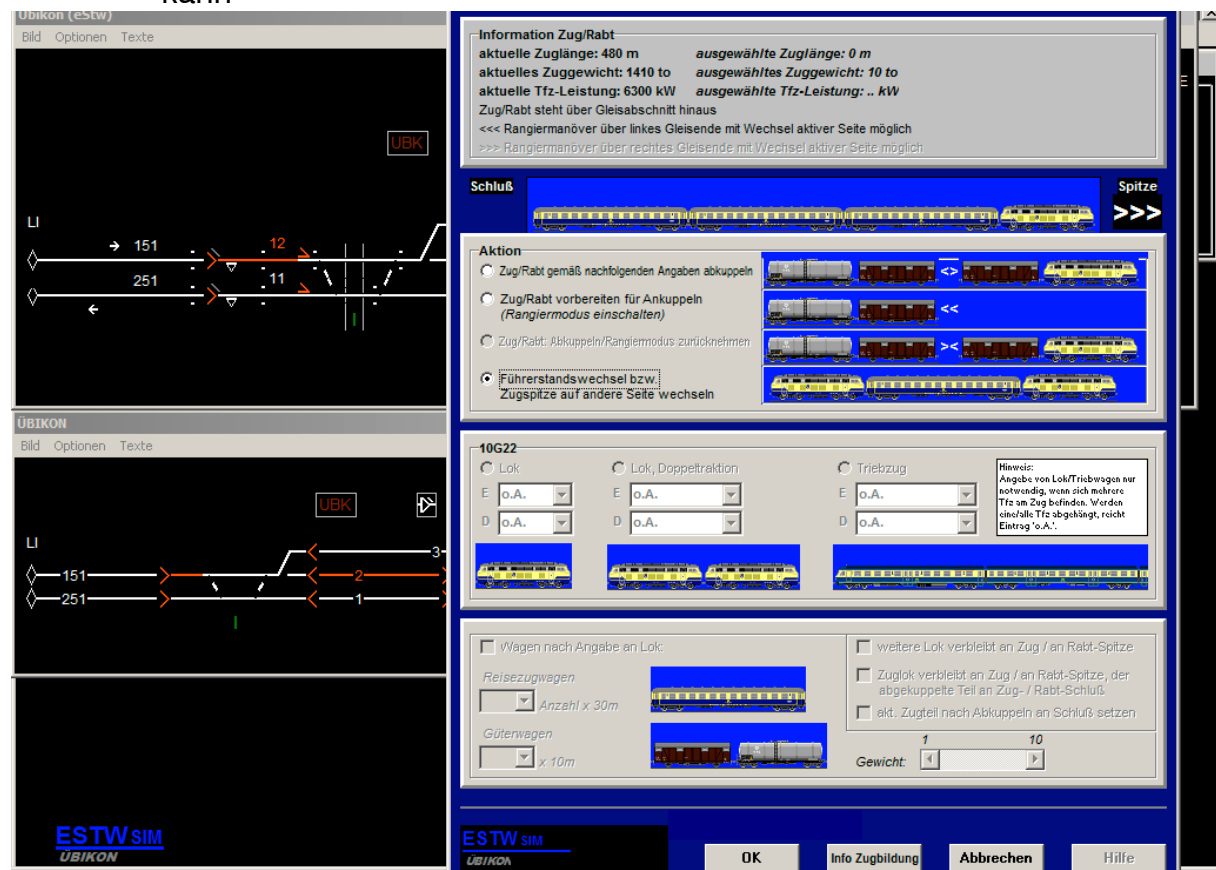 kann
Übikon (eStw)
Bild Optionen Texte
UBK
LI
151
12
251
11
ÜBIKON
Bild Optionen Texte
UBK
LI
151
3
2
251
1
ESTW SIM
ÜBIKON
Information Zug/Rabt
aktuelle Zuglänge: 480 m ausgewählte Zuglänge: 0 m
aktuelles Zuggewicht: 1410 to ausgewähltes Zuggewicht: 10 to
aktuelle Tfz-Leistung: 6300 kW ausgewählte Tfz-Leistung: .. kW
Zug/Rabt steht über Gleisabschnitt hinaus
<<< Rangiermanöver über linkes Gleisende mit Wechsel aktiver Seite möglich
>>> Rangiermanöver über rechtes Gleisende mit Wechsel aktiver Seite möglich
Schluß
Spitze
>>>
Aktion
Zug/Rabt gemäß nachfolgenden Angaben abkuppeln
<>
Zug/Rabt vorbereiten für Ankuppeln
(Rangiermodus einschalten)
<<
Zug/Rabt: Abkuppeln/Rangiermodus zurücknehmen
><
Führerstandswechsel bzw.
Zugspitze auf andere Seite wechseln
10G22
Lok
Lok, Doppeltraktion
Triebzug
E o.A. E o.A. E o.A.
D o.A. D o.A. D o.A.
Hinweis:
Angabe von Lok/Triebwagen nur
notwendig, wenn sich mehrere
Tfz am Zug befinden. Werden
eine/alle Tfz abgehängt, reicht
Eintrag 'o.A.'.
Wagen nach Angabe an Lok:
Reisezugwagen
Anzahl x 30m
Güterwagen
x 10m
weitere Lok verbleibt an Zug / an Rabt-Spitze
Zuglok verbleibt an Zug / an Rabt-Spitze, der
abgekuppelte Teil an Zug- / Rabt-Schluß
akt. Zugteil nach Abkuppeln an Schluß setzen
1 10
Gewicht:
ESTW SIM
ÜBIKON
OK
Info Zugbildung
Abbrechen
Hilfe
E